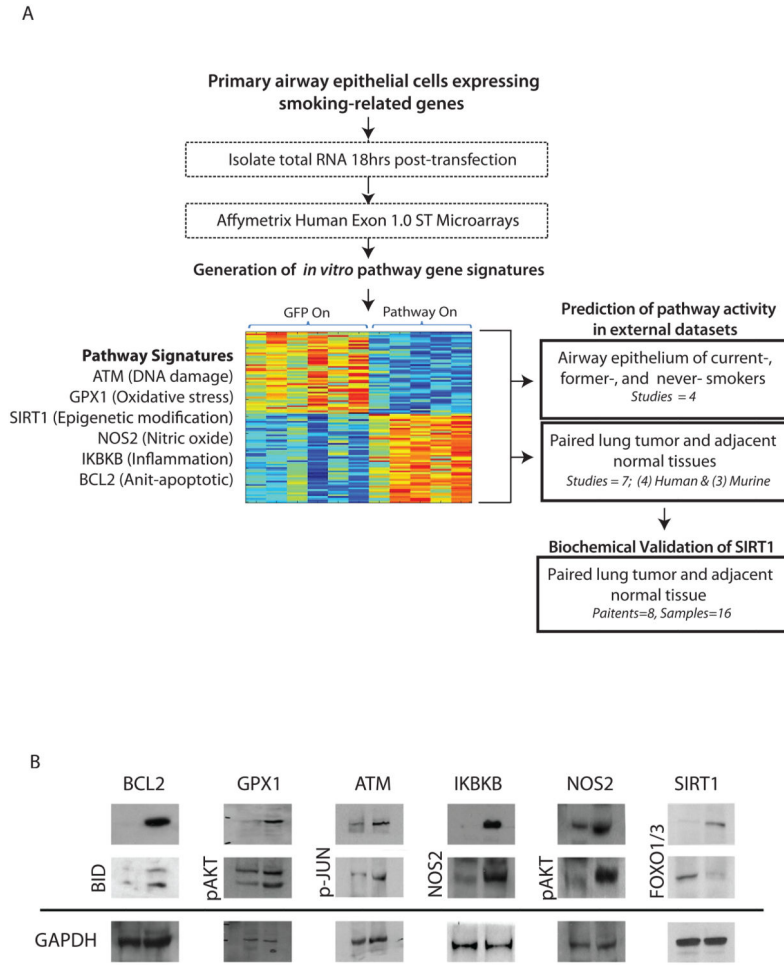 A
Primary airway epithelial cells expressing
smoking-related genes
Isolate total RNA 18hrs post-transfection
Affymetrix Human Exon 1.0 ST Microarrays
Generation of in vitro pathway gene signatures
GFP On
Pathway On
Pathway Signatures
ATM (DNA damage)
GPX1 (Oxidative stress)
SIRT1 (Epigenetic modification)
NOS2 (Nitric oxide)
IKBKB (Inflammation)
BCL2 (Anit-apoptotic)
Prediction of pathway activity
in external datasets
Airway epithelium of current-,
former-, and never- smokers
Studies = 4
Paired lung tumor and adjacent
normal tissues
Studies = 7; (4) Human & (3) Murine
Biochemical Validation of SIRT1
Paired lung tumor and adjacent
normal tissue
Paitents=8, Samples=16
B
BCL2 GPX1 ATM IKBKB NOS2 SIRT1
BID pAKT p-JUN NOS2 pAKT FOXO1/3
GAPDH